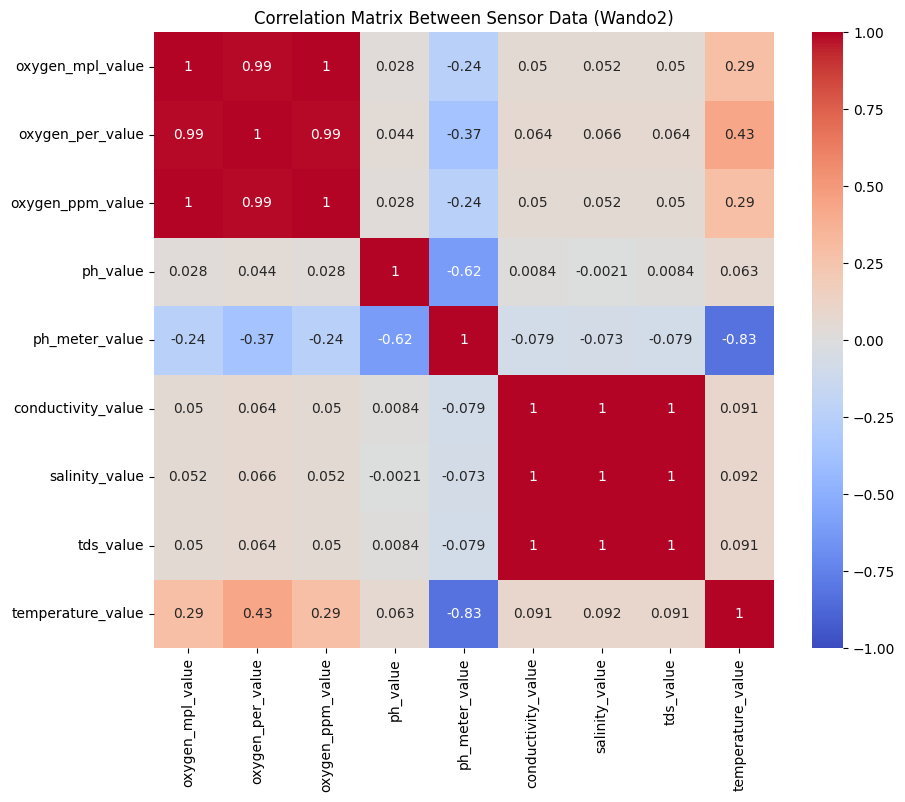 Correlation Matrix Between Sensor Data (Wando2)
oxygen_mpl_value 1 0.99 1 0.028 -0.24 0.05 0.052 0.05 0.29
oxygen_per_value 0.99 1 0.99 0.044 -0.37 0.064 0.066 0.064 0.43
oxygen_ppm_value 1 0.99 1 0.028 -0.24 0.05 0.052 0.05 0.29
ph_value 0.028 0.044 0.028 1 -0.62 0.0084 -0.0021 0.0084 0.063
ph_meter_value -0.24 -0.37 -0.24 -0.62 1 -0.079 -0.073 -0.079 -0.83
conductivity_value 0.05 0.064 0.05 0.0084 -0.079 1 1 1 0.091
salinity_value 0.052 0.066 0.052 -0.0021 -0.073 1 1 1 0.092
tds_value 0.05 0.064 0.05 0.0084 -0.079 1 1 1 0.091
temperature_value 0.29 0.43 0.29 0.063 -0.83 0.091 0.092 0.091 1
oxygen_mpl_value
oxygen_per_value
oxygen_ppm_value
ph_value
ph_meter_value
conductivity_value
salinity_value
tds_value
temperature_value
1.00
0.75
0.50
0.25
0.00
−0.25
−0.50
−0.75
−1.00